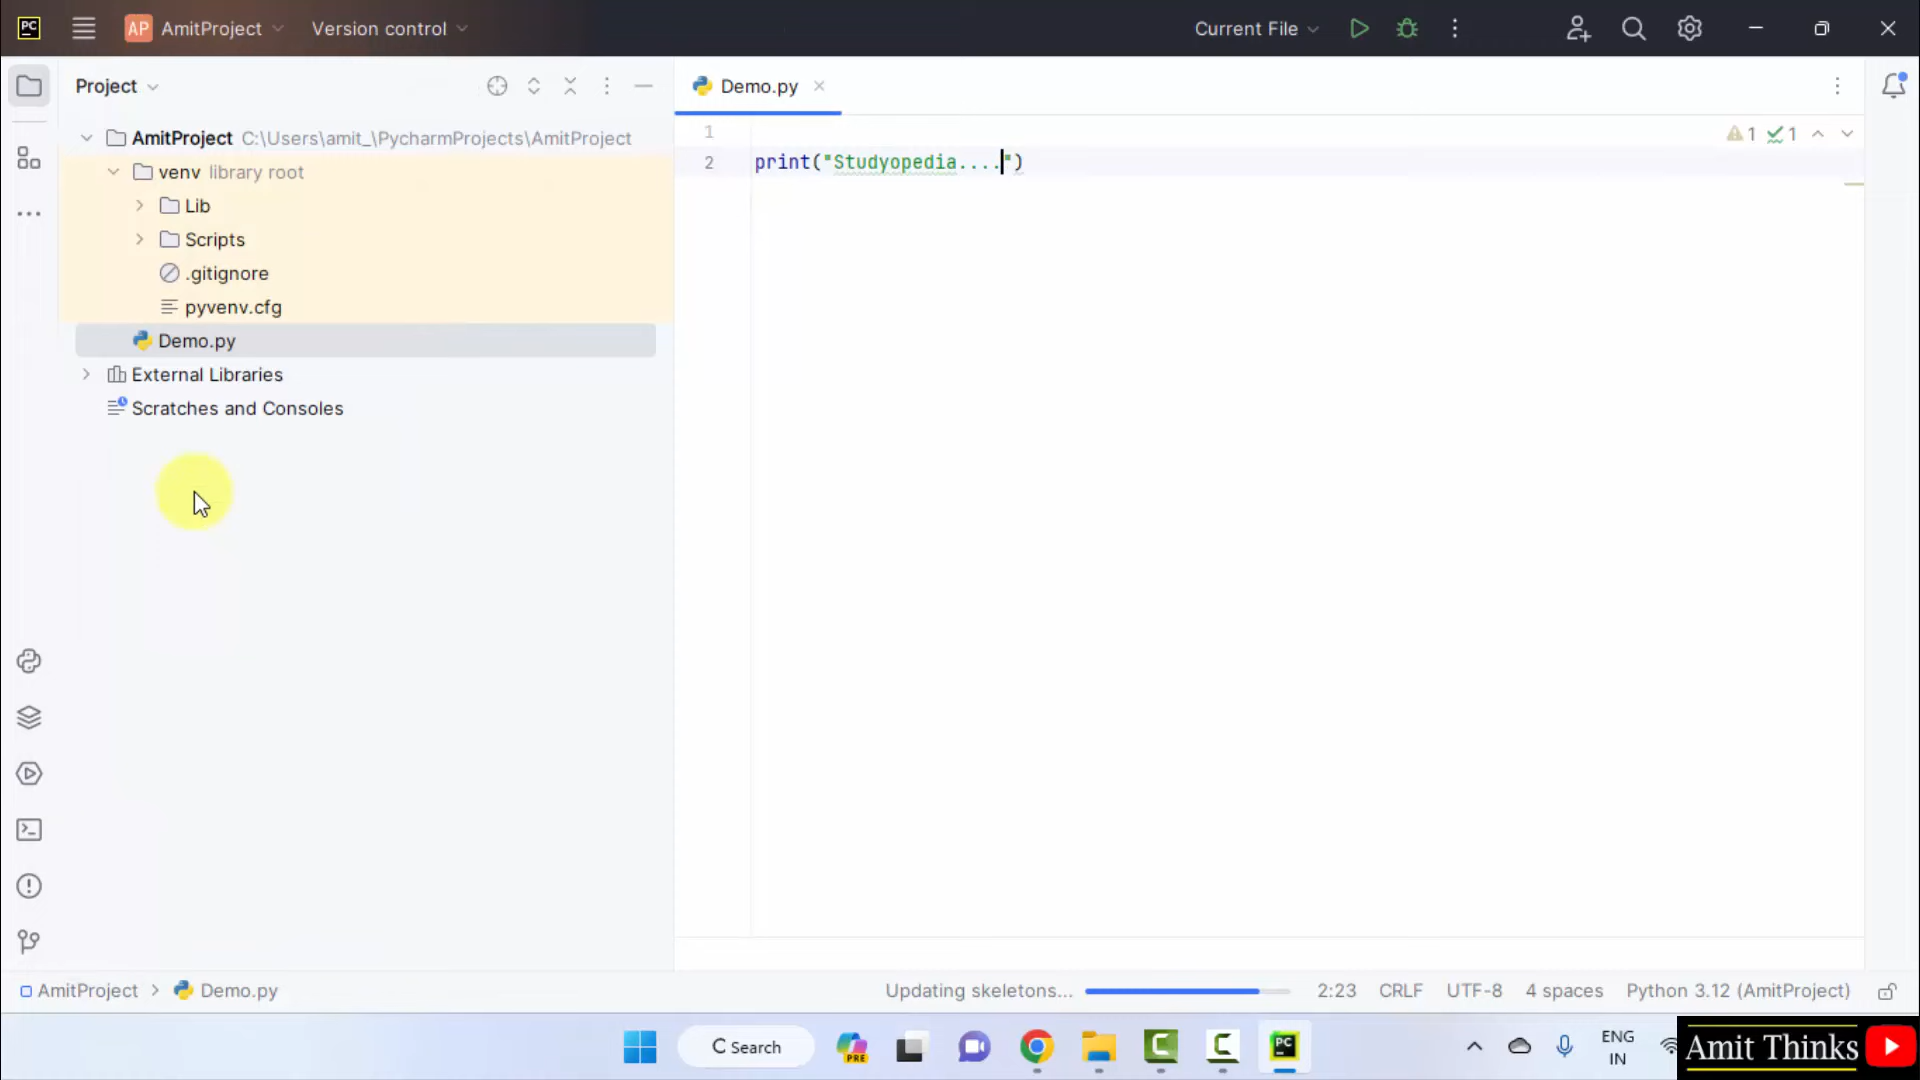 PC AP AmitProject Version control Current File
Project
Demo.py
AmitProject C:\Users\amit_\PycharmProjects\AmitProject
venv library root
Lib
Scripts
.gitignore
pyvenv.cfg
Demo.py
External Libraries
Scratches and Consoles
1
2 print("Studyopedia....")
1 1
AmitProject > Demo.py
Updating skeletons... 2:23 CRLF UTF-8 4 spaces Python 3.12 (AmitProject)
Search
PRE
PC
ENG
IN
Amit Thinks